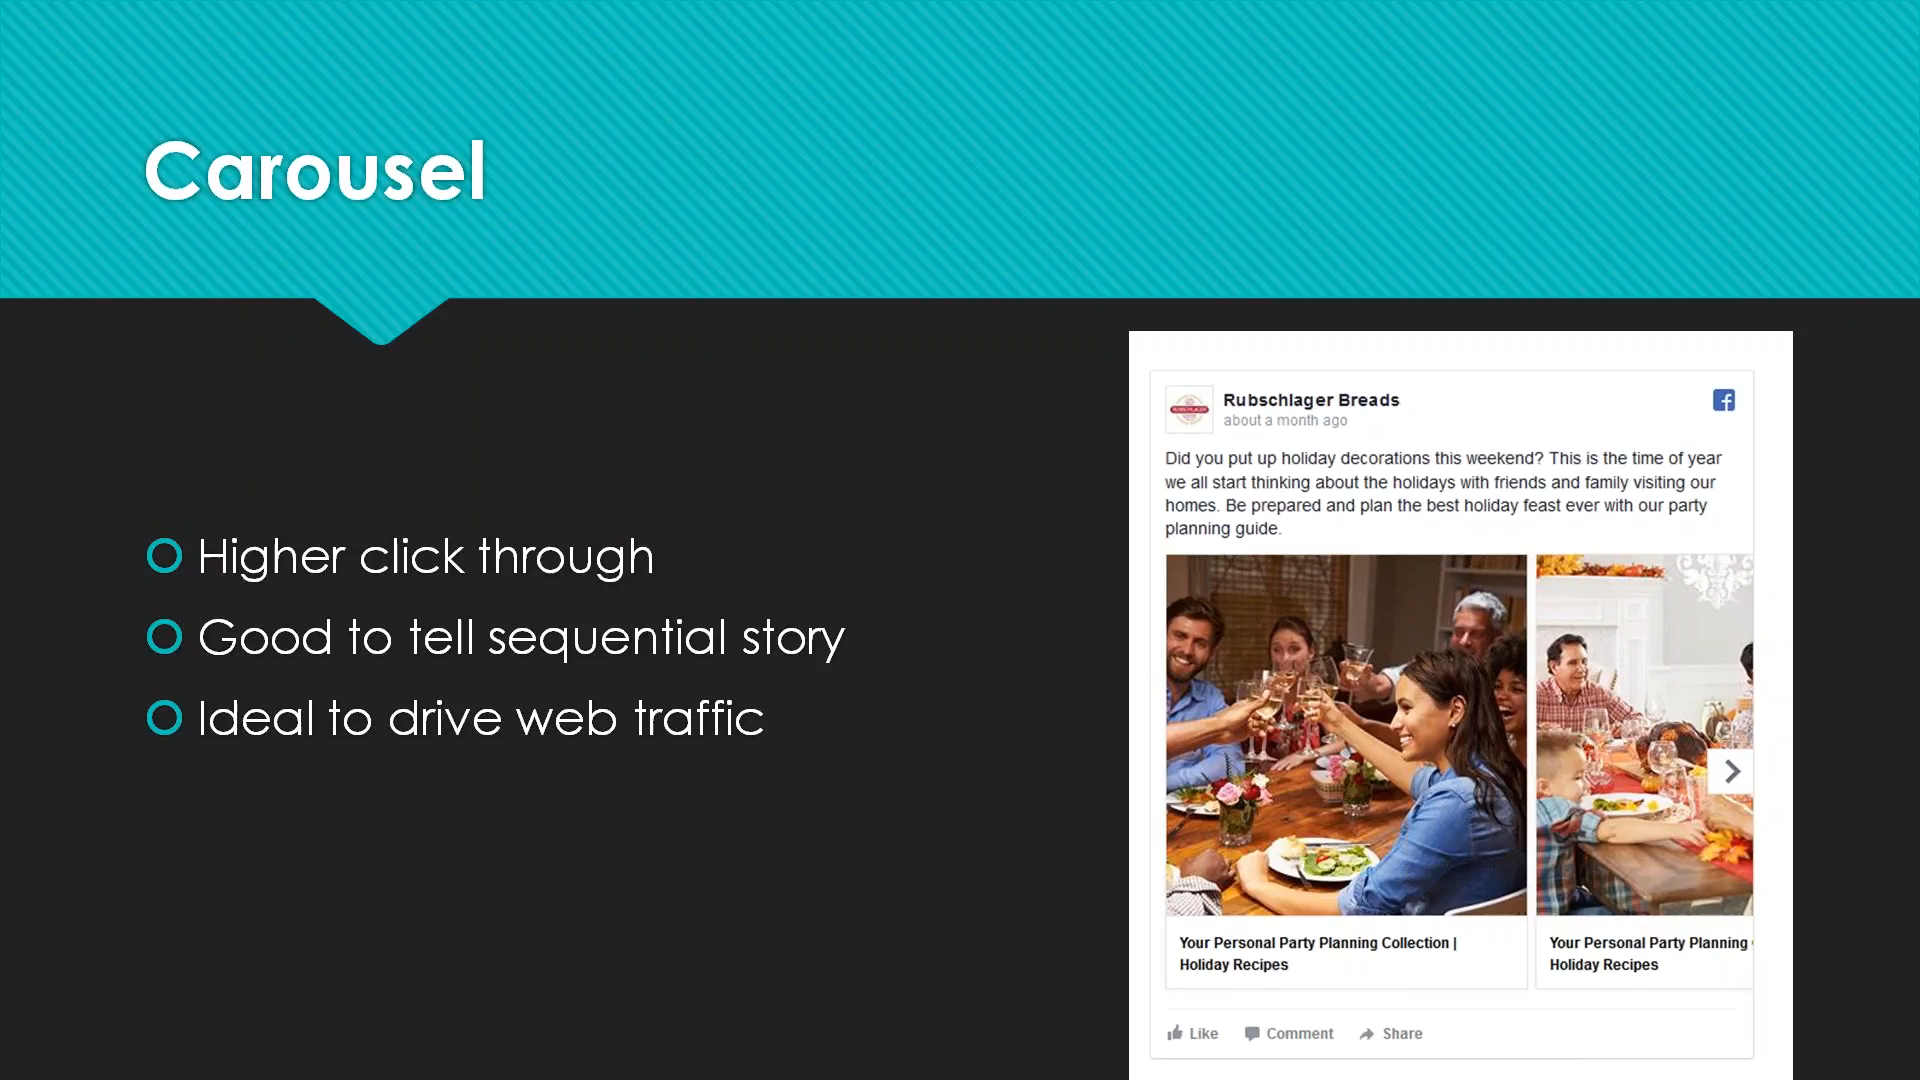 Carousel
Higher click through
Good to tell sequential story
Ideal to drive web traffic
Rubschlager Breads
about a month ago
Did you put up holiday decorations this weekend? This is the time of year
we all start thinking about the holidays with friends and family visiting our
homes. Be prepared and plan the best holiday feast ever with our party
planning guide.
Your Personal Party Planning Collection |
Holiday Recipes
Your Personal Party Planning
Holiday Recipes
Like Comment Share